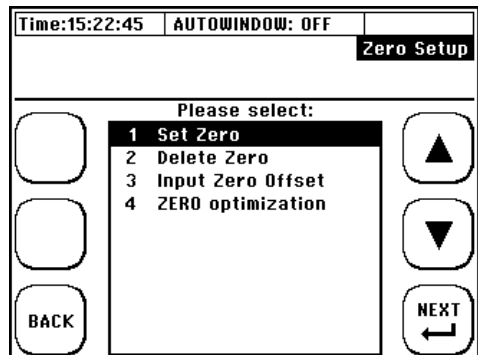 Time:15:22:45 AUTOWINDOW: OFF
Zero Setup
Please select:
1 Set Zero
2 Delete Zero
3 Input Zero Offset
4 ZERO optimization
BACK
NEXT